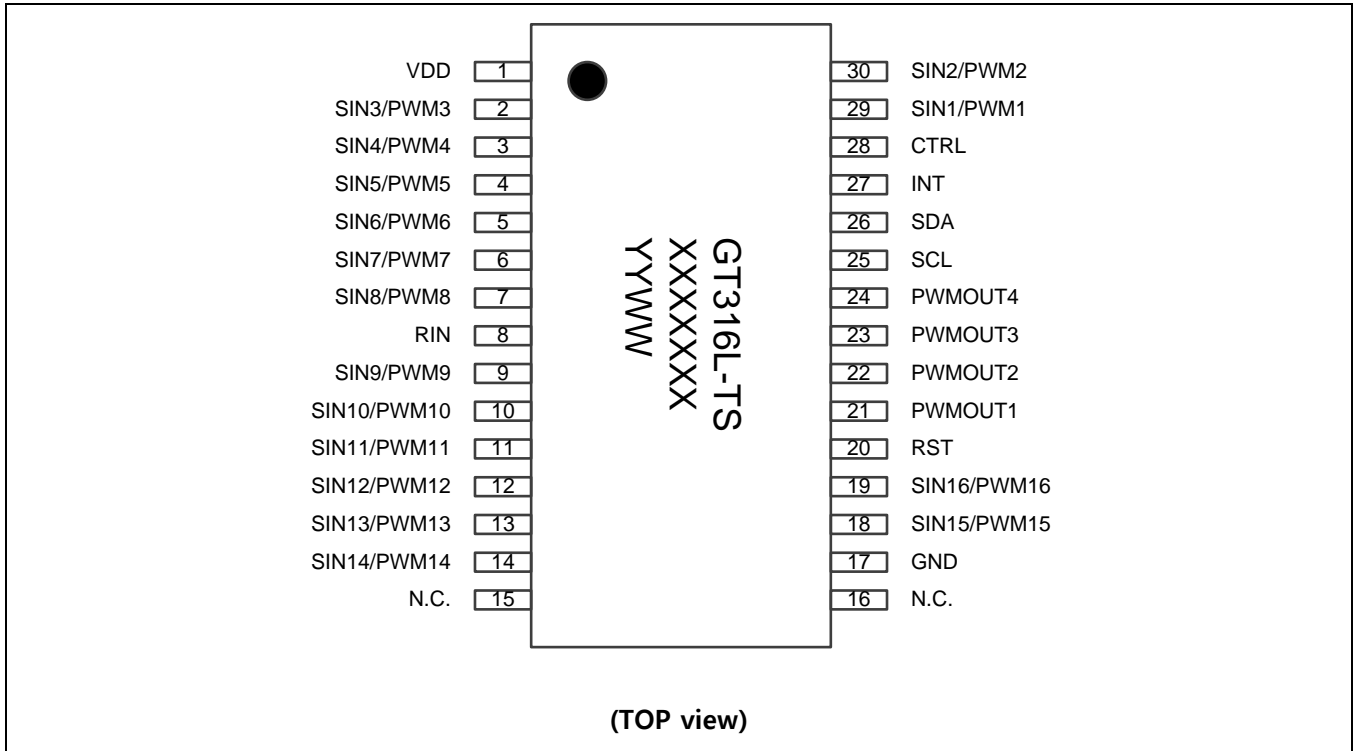 VDD 1
SIN3/PWM3 2
SIN4/PWM4 3
SIN5/PWM5 4
SIN6/PWM6 5
SIN7/PWM7 6
SIN8/PWM8 7
RIN 8
SIN9/PWM9 9
SIN10/PWM10 10
SIN11/PWM11 11
SIN12/PWM12 12
SIN13/PWM13 13
SIN14/PWM14 14
N.C. 15
GT316L-TS
XXXXXXX
YYWW
30 SIN2/PWM2
29 SIN1/PWM1
28 CTRL
27 INT
26 SDA
25 SCL
24 PWMOUT4
23 PWMOUT3
22 PWMOUT2
21 PWMOUT1
20 RST
19 SIN16/PWM16
18 SIN15/PWM15
17 GND
16 N.C.
(TOP view)